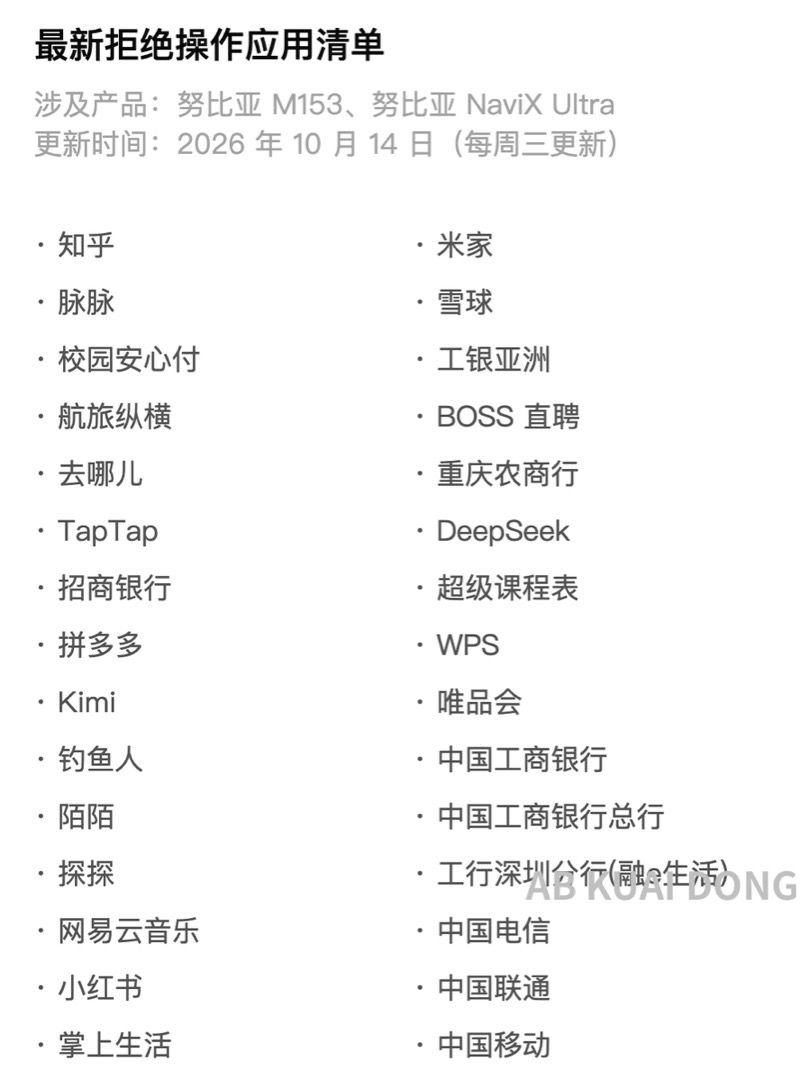 最新拒绝操作应用清单
涉及产品：努比亚 M153、努比亚 NaviX Ultra
更新时间：2026 年 10 月 14 日（每周三更新）
· 知乎
· 脉脉
· 校园安心付
· 航旅纵横
· 去哪儿
· TapTap
· 招商银行
· 拼多多
· Kimi
· 钓鱼人
· 陌陌
· 探探
· 网易云音乐
· 小红书
· 掌上生活
· 米家
· 雪球
· 工银亚洲
· BOSS 直聘
· 重庆农商行
· DeepSeek
· 超级课程表
· WPS
· 唯品会
· 中国工商银行
· 中国工商银行总行
· 工行深圳分行(融e生活)
· 中国电信
· 中国联通
· 中国移动
AB KUAI DONG